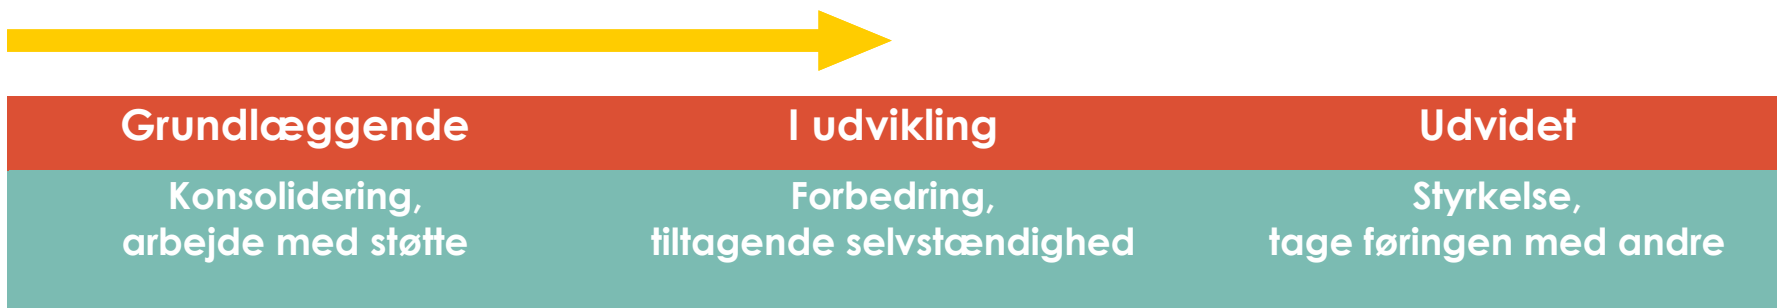 Grundlæggende
I udvikling
Udvidet
Konsolidering,
arbejde med støtte
Forbedring,
tiltagende selvstændighed
Styrkelse,
tage føringen med andre